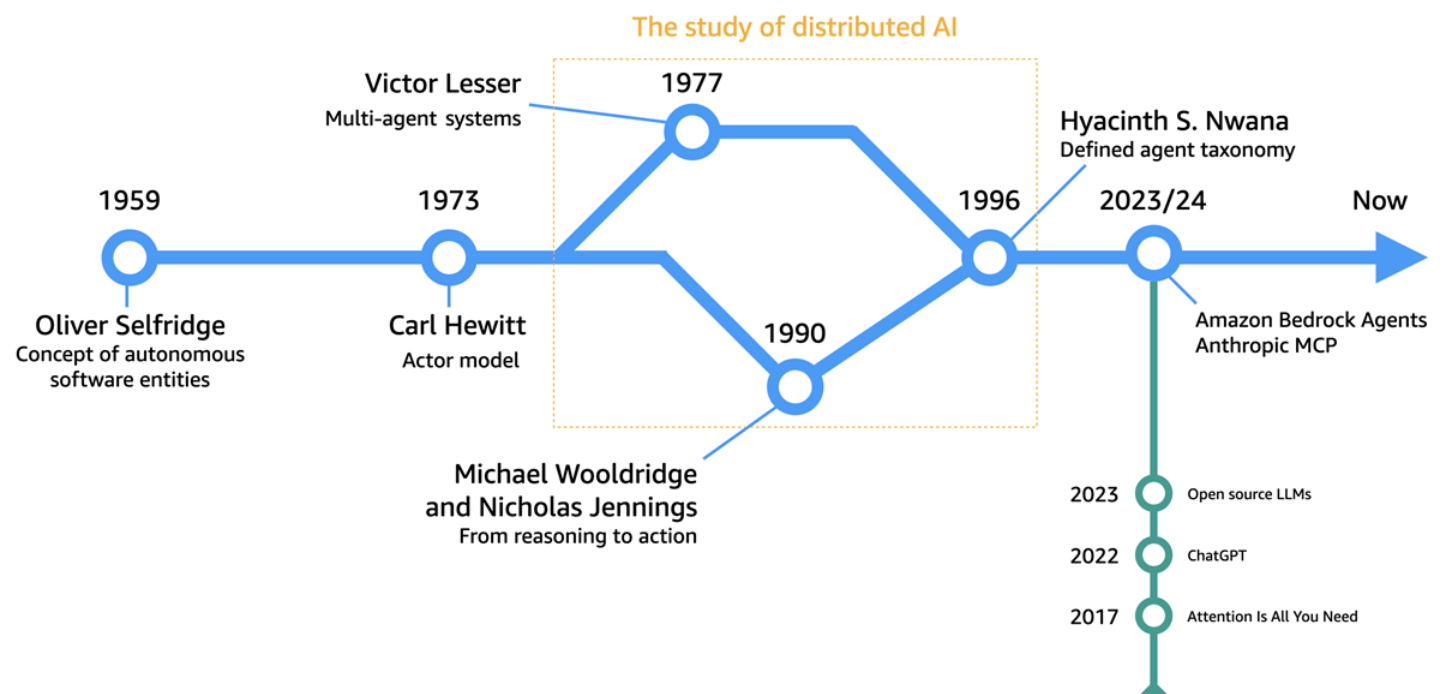 The study of distributed AI
Victor Lesser
Multi-agent systems
1977
Hyacinth S. Nwana
Defined agent taxonomy
1959
1973
1996
2023/24
Now
Oliver Selfridge
Concept of autonomous
software entities
Carl Hewitt
Actor model
1990
Amazon Bedrock Agents
Anthropic MCP
Michael Wooldridge
and Nicholas Jennings
From reasoning to action
2023 Open source LLMs
2022 ChatGPT
2017 Attention Is All You Need